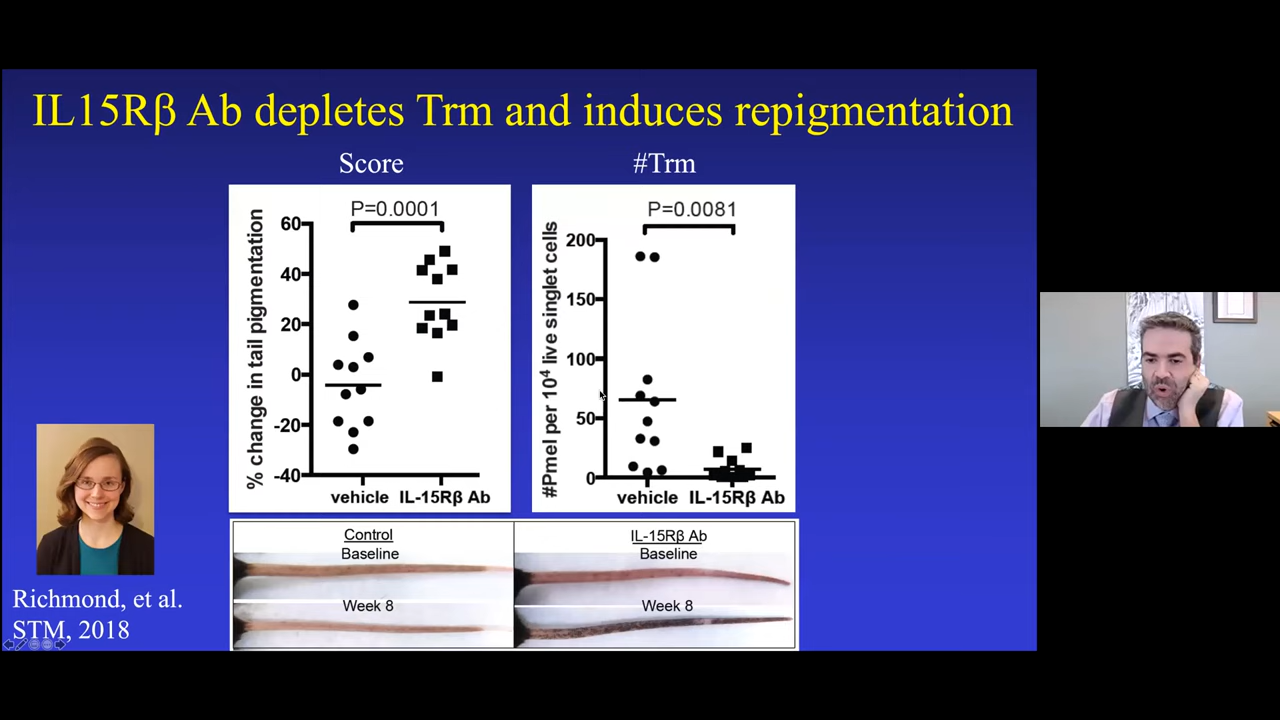 IL15Rβ Ab depletes Trm and induces repigmentation
Score
#Trm
% change in tail pigmentation
P=0.0001
60
40
20
0
-20
-40
vehicle
IL-15Rβ Ab
#Pmel per 10⁴ live singlet cells
P=0.0081
200
150
100
50
0
vehicle
IL-15Rβ Ab
Control
Baseline
Week 8
IL-15Rβ Ab
Baseline
Week 8
Richmond, et al.
STM, 2018